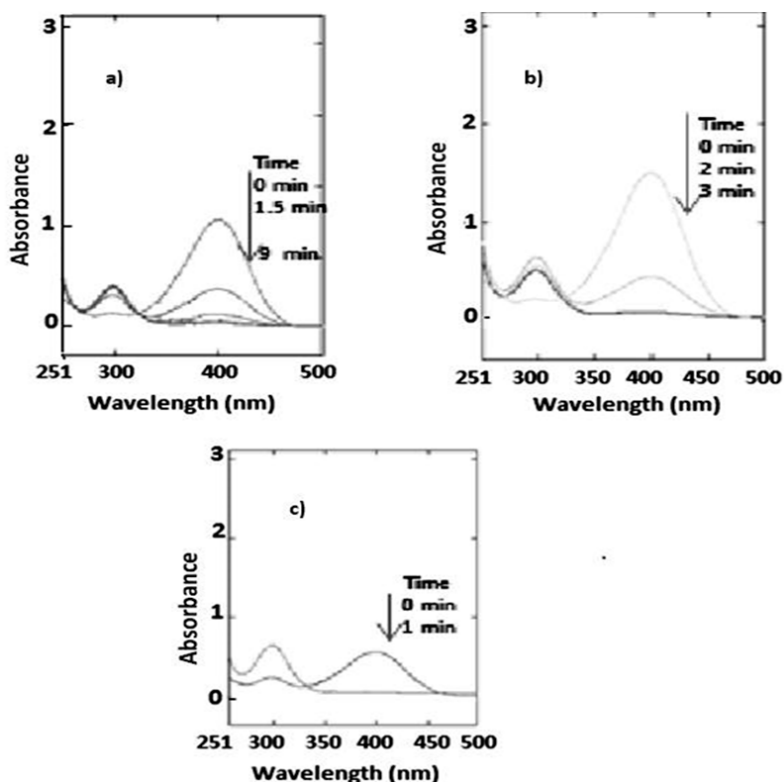 3
a)
2
Absorbance
Time
0 min
1.5 min
1
9 min
0
251 300 400 500
Wavelength (nm)
3
b)
2
Absorbance
Time
0 min
2 min
3 min
1
0
251 300 350 400 450 500
Wavelength (nm)
3
c)
2
Absorbance
Time
0 min
1 min
1
0
251 300 350 400 450 500
Wavelength (nm)